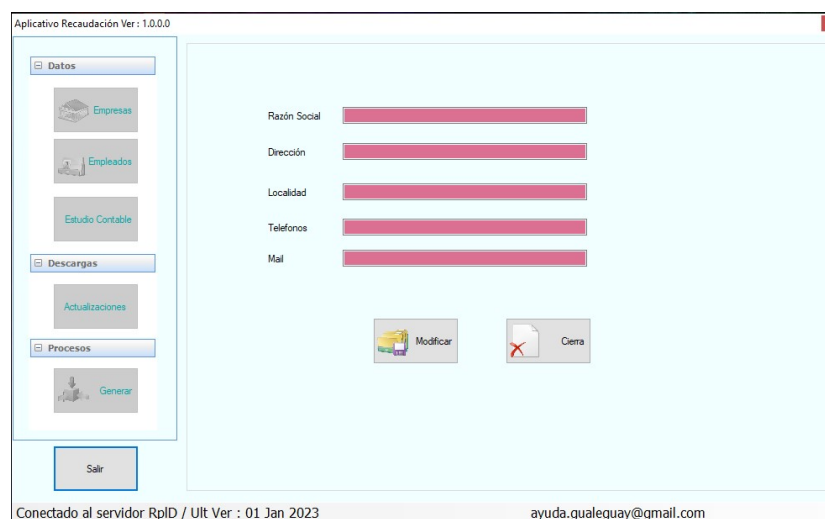 Aplicativo Recaudación Ver : 1.0.0.0
Datos
Empresas
Empleados
Estudio Contable
Descargas
Actualizaciones
Procesos
Generar
Salir
Razón Social
Dirección
Localidad
Telefonos
Mail
Modificar
Cierra
Conectado al servidor RpID / Ult Ver : 01 Jan 2023
ayuda.gualeguay@gmail.com